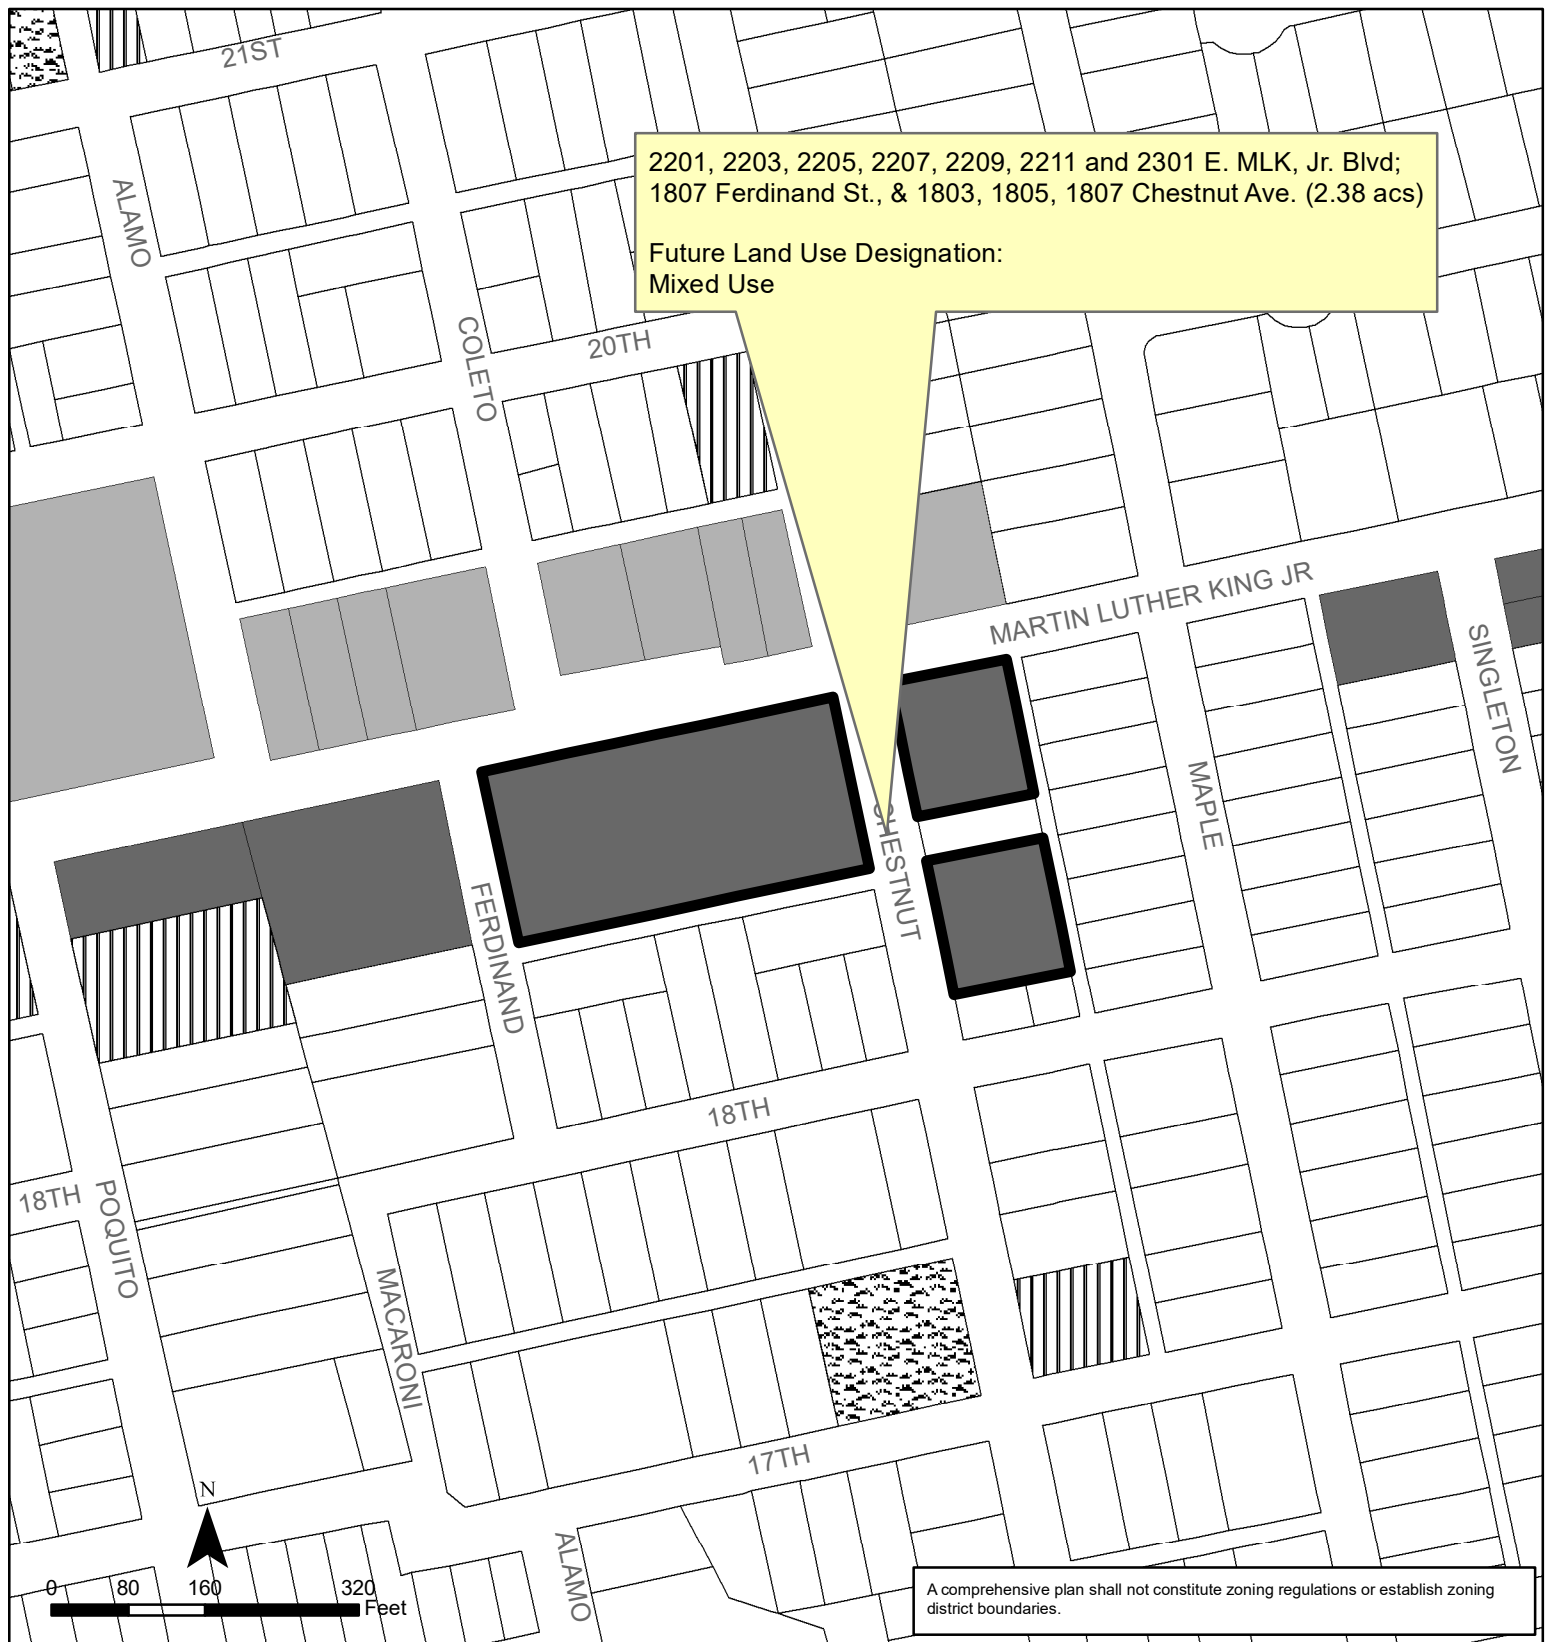 21ST
2201, 2203, 2205, 2207, 2209, 2211 and 2301 E. MLK, Jr. Blvd;
1807 Ferdinand St., & 1803, 1805, 1807 Chestnut Ave. (2.38 acs)
Future Land Use Designation:
Mixed Use
ALAMO
COLETO
20TH
MARTIN LUTHER KING JR
SINGLETON
MAPLE
CHESTNUT
FERDINAND
18TH
18TH
POQUITO
MACARONI
17TH
N
ALAMO
0 80 160 320
Feet
A comprehensive plan shall not constitute zoning regulations or establish zoning
district boundaries.